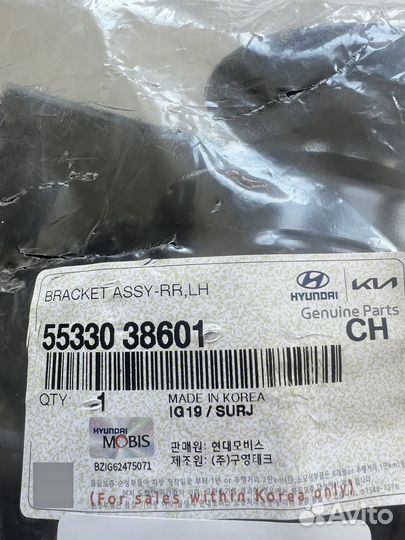 BRACKET ASSY-RR,LH
HYUNDAI KIA
Genuine Parts
55330 38601 CH
QTY 1 MADE IN KOREA
IG19 / SURJ
HYUNDAI
MOBIS
BZIG62475071
판매원: 현대모비스
제조원: (주)구영테크
(For sales within Korea only)
Avito